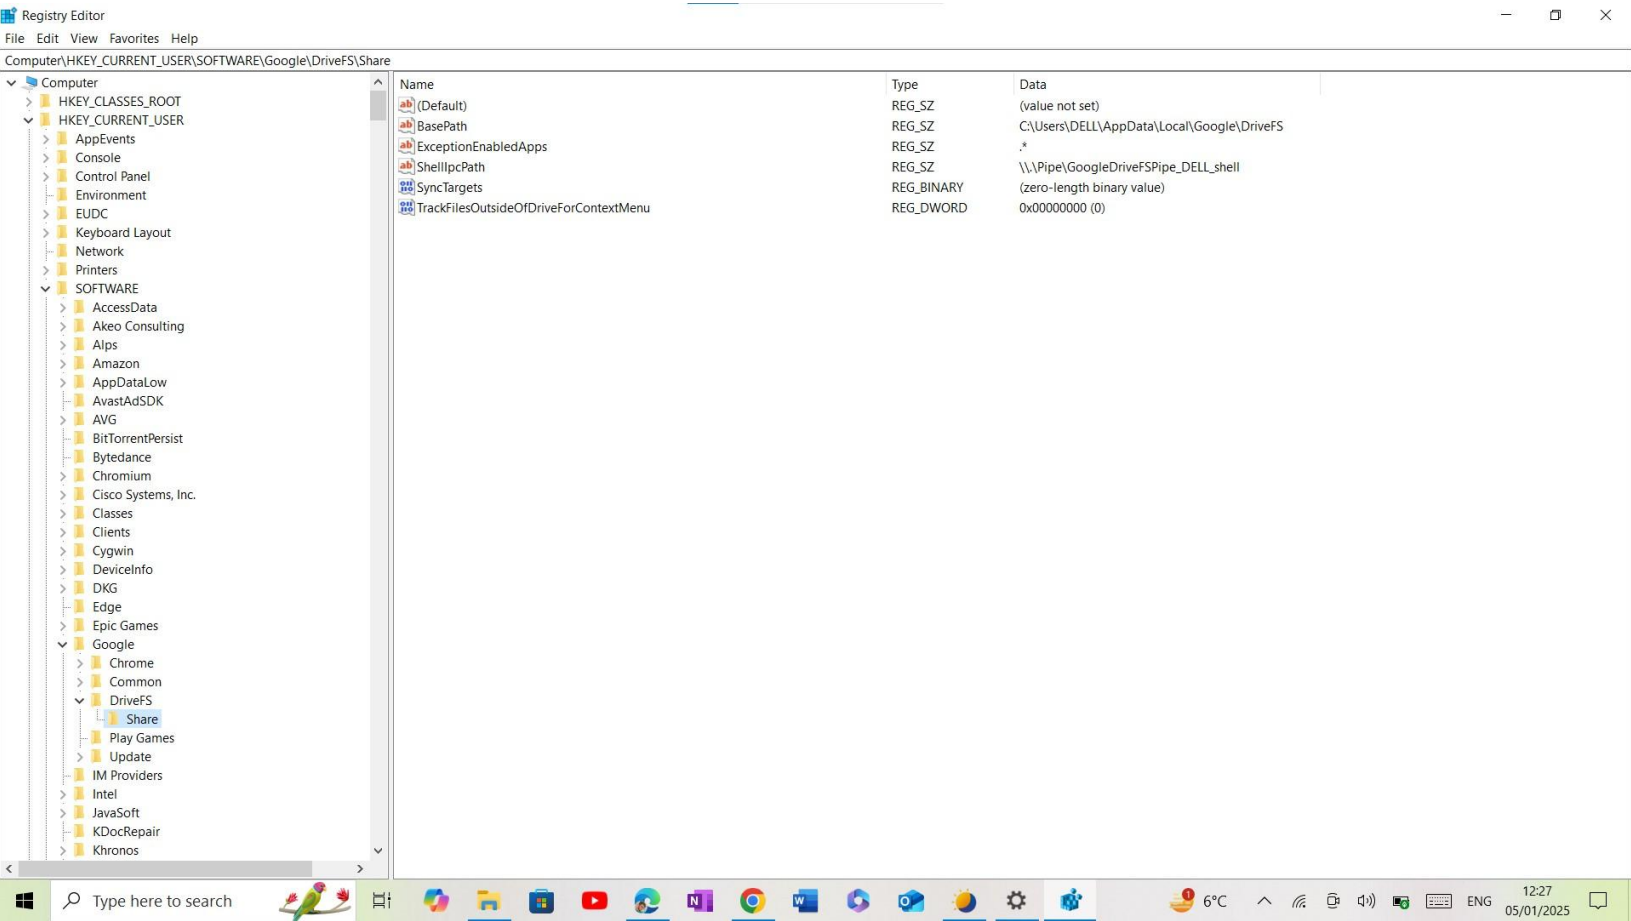 Registry Editor
File Edit View Favorites Help
Computer\HKEY_CURRENT_USER\SOFTWARE\Google\DriveFS\Share
Computer
HKEY_CLASSES_ROOT
HKEY_CURRENT_USER
AppEvents
Console
Control Panel
Environment
EUDC
Keyboard Layout
Network
Printers
SOFTWARE
AccessData
Akeo Consulting
Alps
Amazon
AppDataLow
AvastAdSDK
AVG
BitTorrentPersist
Bytedance
Chromium
Cisco Systems, Inc.
Classes
Clients
Cygwin
DeviceInfo
DKG
Edge
Epic Games
Google
Chrome
Common
DriveFS
Share
Play Games
Update
IM Providers
Intel
JavaSoft
KDocRepair
Khronos
Name Type Data
(Default) REG_SZ (value not set)
BasePath REG_SZ C:\Users\DELL\AppData\Local\Google\DriveFS
ExceptionEnabledApps REG_SZ .*
ShellIpcPath REG_SZ \\.\Pipe\GoogleDriveFSPipe_DELL_shell
SyncTargets REG_BINARY (zero-length binary value)
TrackFilesOutsideOfDriveForContextMenu REG_DWORD 0x00000000 (0)
Type here to search
1 6°C ENG 12:27
05/01/2025